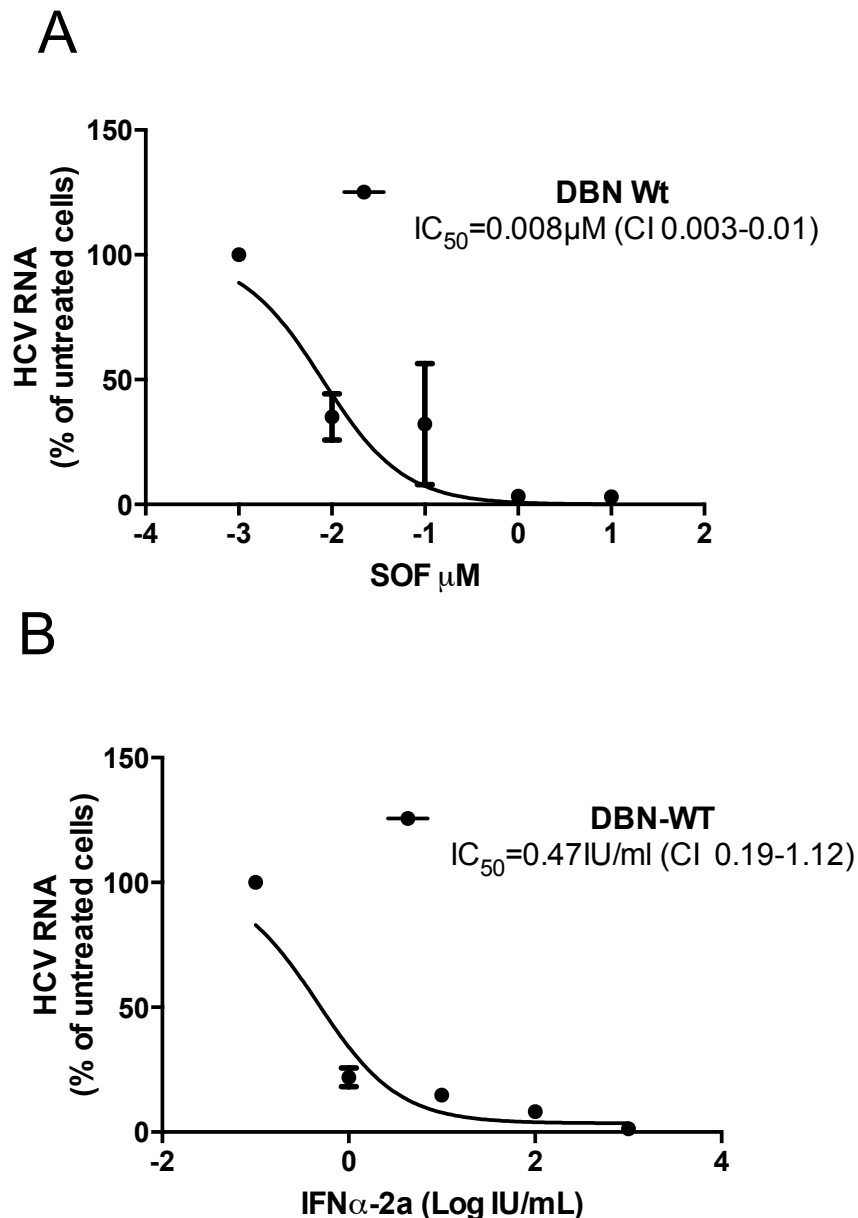 A
150
100
50
0
-4
-3
-2
-1
0
1
2
HCV RNA
(% of untreated cells)
SOF μM
DBN Wt
IC50=0.008μM (CI 0.003-0.01)
B
150
100
50
0
-2
0
2
4
HCV RNA
(% of untreated cells)
IFNα-2a (Log IU/mL)
DBN-WT
IC50=0.47IU/ml (CI 0.19-1.12)